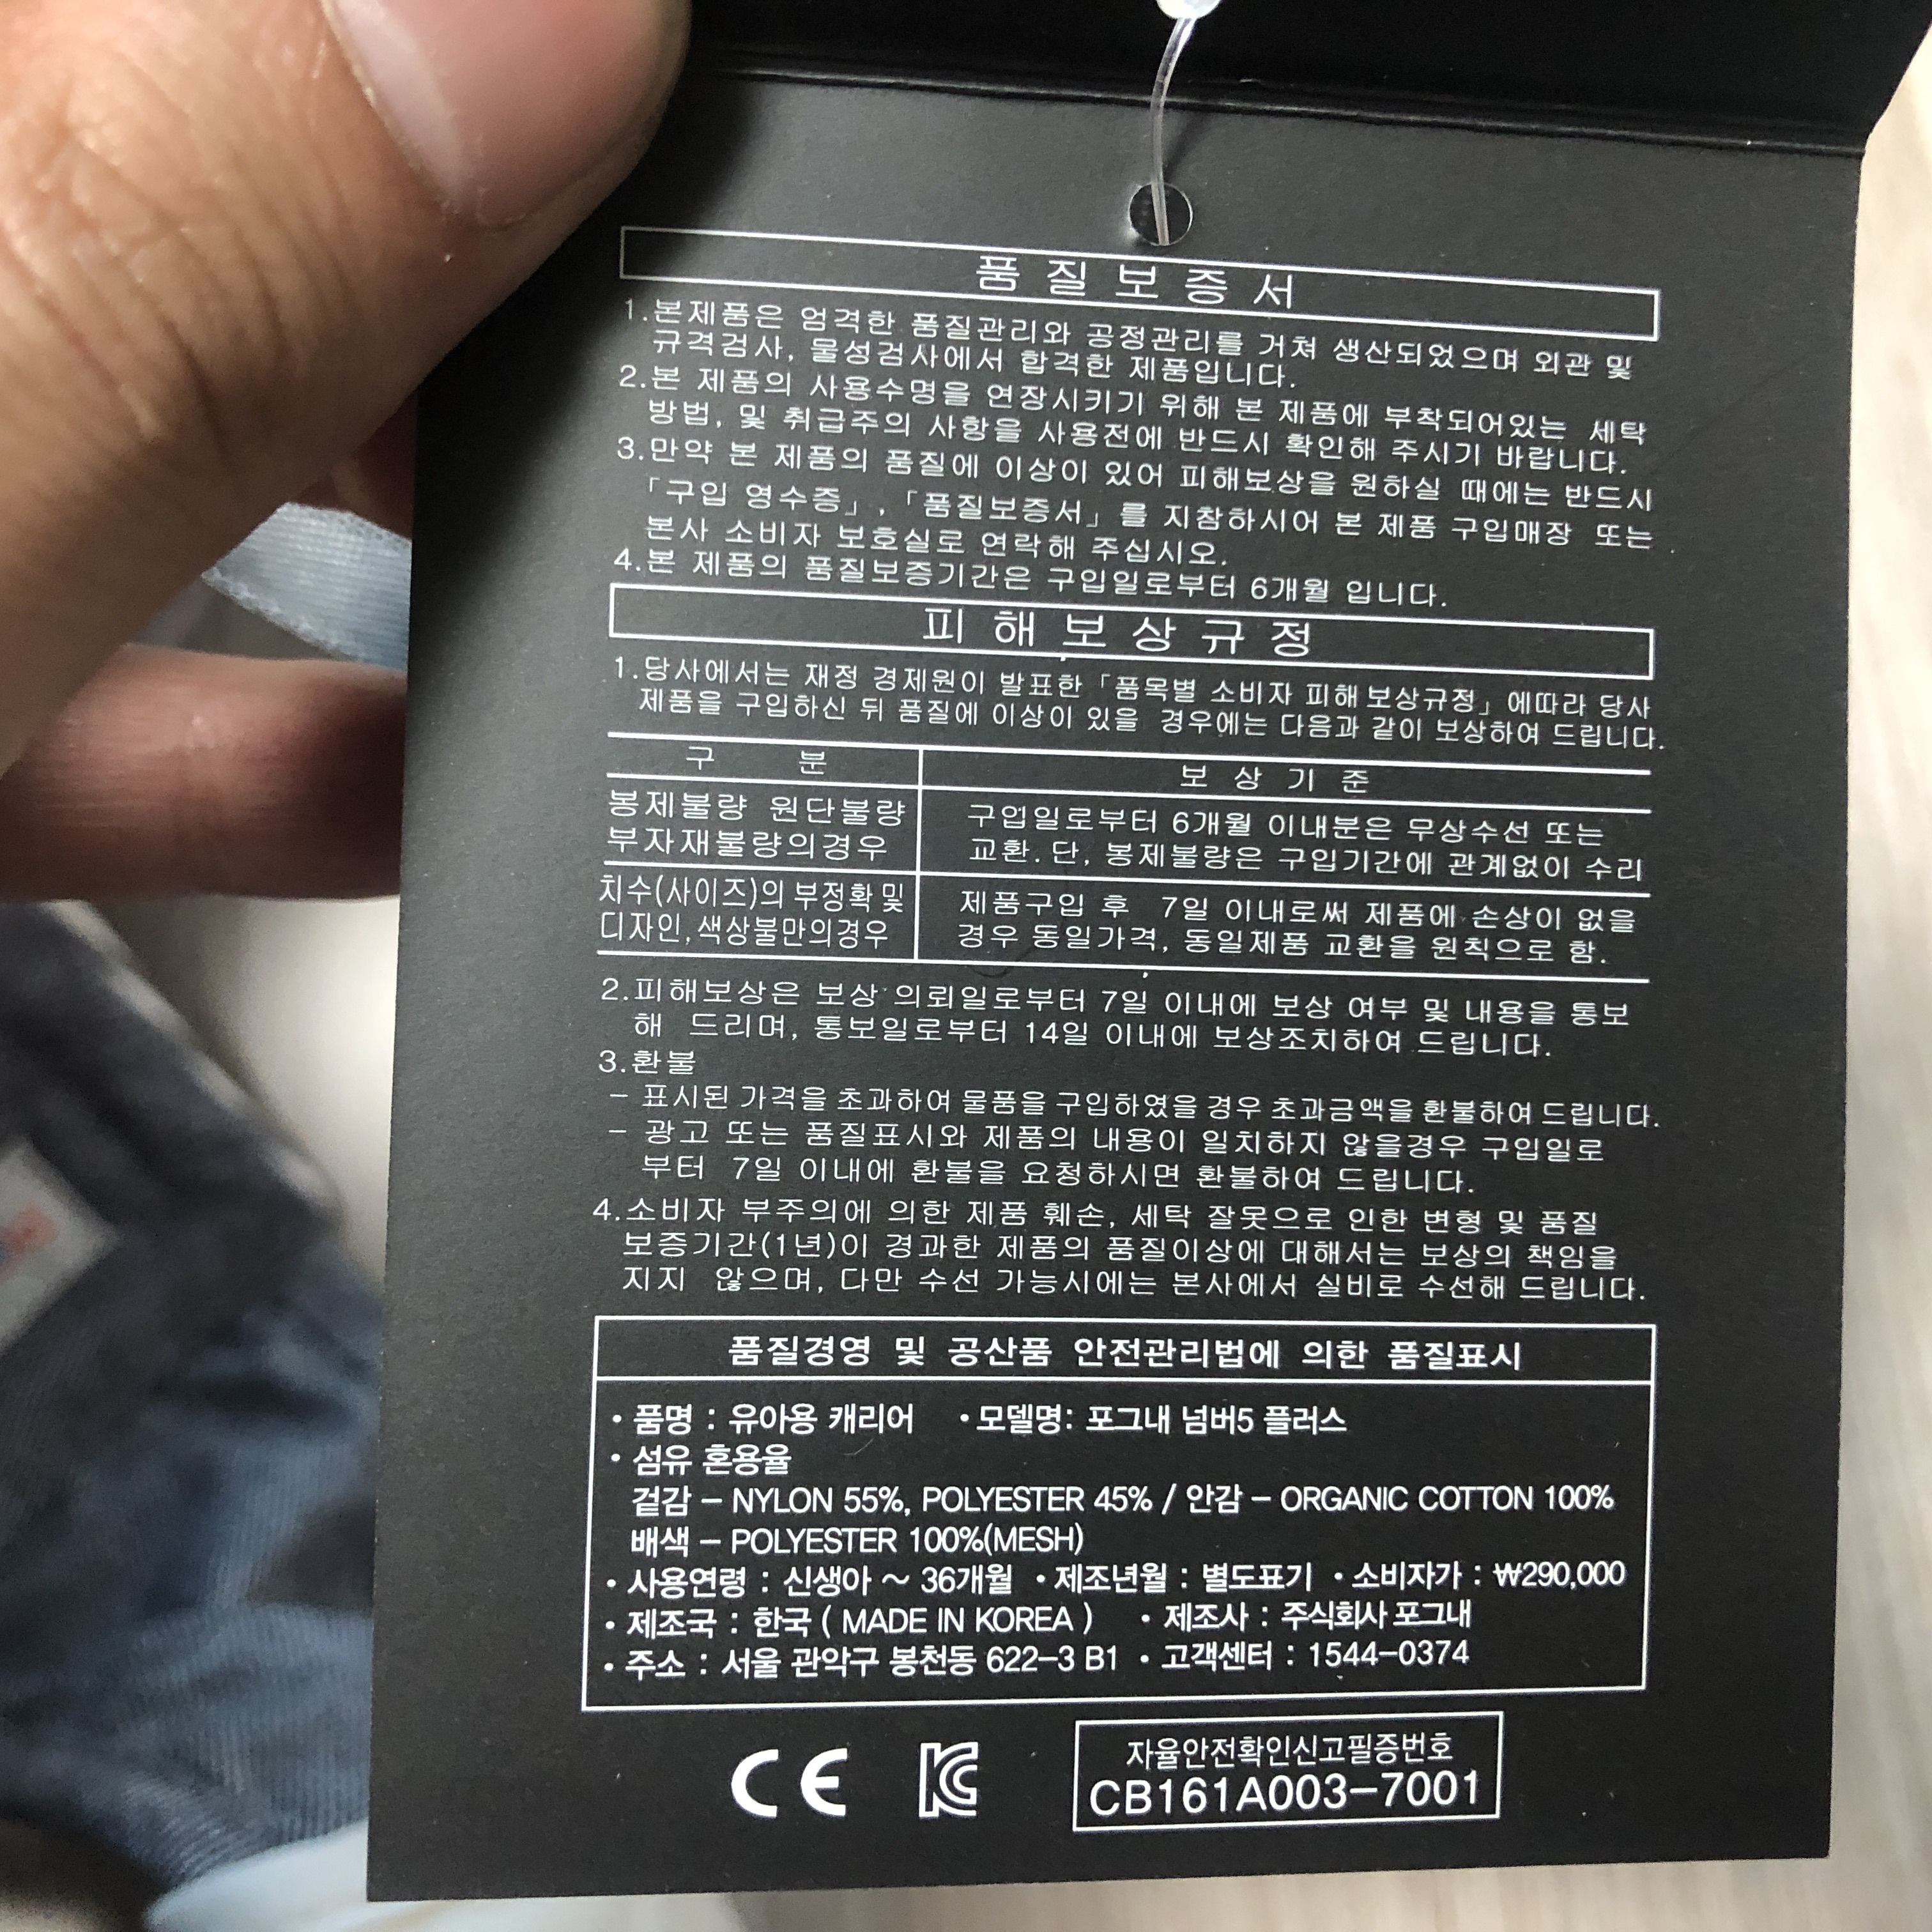 품질보증서
1.본제품은 엄격한 품질관리와 공정관리를 거쳐 생산되었으며 외관 및
규격검사, 물성검사에서 합격한 제품입니다.
2.본 제품의 사용수명을 연장시키기 위해 본 제품에 부착되어있는 세탁
방법, 및 취급주의 사항을 사용전에 반드시 확인해 주시기 바랍니다.
3.만약 본 제품의 품질에 이상이 있어 피해보상을 원하실 때에는 반드시
「구입 영수증」,「품질보증서」를 지참하시어 본 제품 구입매장 또는
본사 소비자 보호실로 연락해 주십시오.
4.본 제품의 품질보증기간은 구입일로부터 6개월 입니다.
피해보상규정
1.당사에서는 재정 경제원이 발표한「품목별 소비자 피해보상규정」에따라 당사
제품을 구입하신 뒤 품질에 이상이 있을 경우에는 다음과 같이 보상하여 드립니다.
구 분 보 상 기 준
봉제불량 원단불량 구업일로부터 6개월 이내분은 무상수선 또는
부자재불량의경우 교환. 단, 봉제불량은 구입기간에 관계없이 수리
치수(사이즈)의 부정확 및 제품구입 후 7일 이내로써 제품에 손상이 없을
디자인,색상불만의경우 경우 동일가격, 동일제품 교환을 원칙으로 함.
2.피해보상은 보상 의뢰일로부터 7일 이내에 보상 여부 및 내용을 통보
해 드리며, 통보일로부터 14일 이내에 보상조치하여 드립니다.
3.환불
- 표시된 가격을 초과하여 물품을 구입하였을 경우 초과금액을 환불하여 드립니다.
- 광고 또는 품질표시와 제품의 내용이 일치하지 않을경우 구입일로
부터 7일 이내에 환불을 요청하시면 환불하여 드립니다.
4.소비자 부주의에 의한 제품 훼손, 세탁 잘못으로 인한 변형 및 품질
보증기간(1년)이 경과한 제품의 품질이상에 대해서는 보상의 책임을
지지 않으며, 다만 수선 가능시에는 본사에서 실비로 수선해 드립니다.
품질경영 및 공산품 안전관리법에 의한 품질표시
• 품명 : 유아용 캐리어 • 모델명: 포그내 넘버5 플러스
• 섬유 혼용율
겉감 – NYLON 55%, POLYESTER 45% / 안감 – ORGANIC COTTON 100%
배색 – POLYESTER 100%(MESH)
• 사용연령 : 신생아 ~ 36개월 • 제조년월 : 별도표기 • 소비자가 : ₩290,000
• 제조국 : 한국 ( MADE IN KOREA ) • 제조사 : 주식회사 포그내
• 주소 : 서울 관악구 봉천동 622-3 B1 • 고객센터 : 1544-0374
자율안전확인신고필증번호
CE KC CB161A003-7001